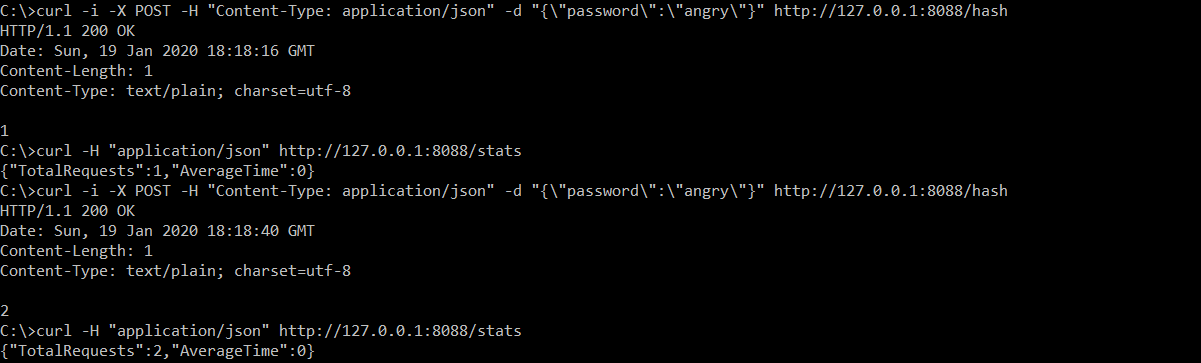 C:\>curl -i -X POST -H "Content-Type: application/json" -d "{\"password\":\"angry\"}" http://127.0.0.1:8088/hash
HTTP/1.1 200 OK
Date: Sun, 19 Jan 2020 18:18:16 GMT
Content-Length: 1
Content-Type: text/plain; charset=utf-8

1
C:\>curl -H "application/json" http://127.0.0.1:8088/stats
{"TotalRequests":1,"AverageTime":0}
C:\>curl -i -X POST -H "Content-Type: application/json" -d "{\"password\":\"angry\"}" http://127.0.0.1:8088/hash
HTTP/1.1 200 OK
Date: Sun, 19 Jan 2020 18:18:40 GMT
Content-Length: 1
Content-Type: text/plain; charset=utf-8

2
C:\>curl -H "application/json" http://127.0.0.1:8088/stats
{"TotalRequests":2,"AverageTime":0}